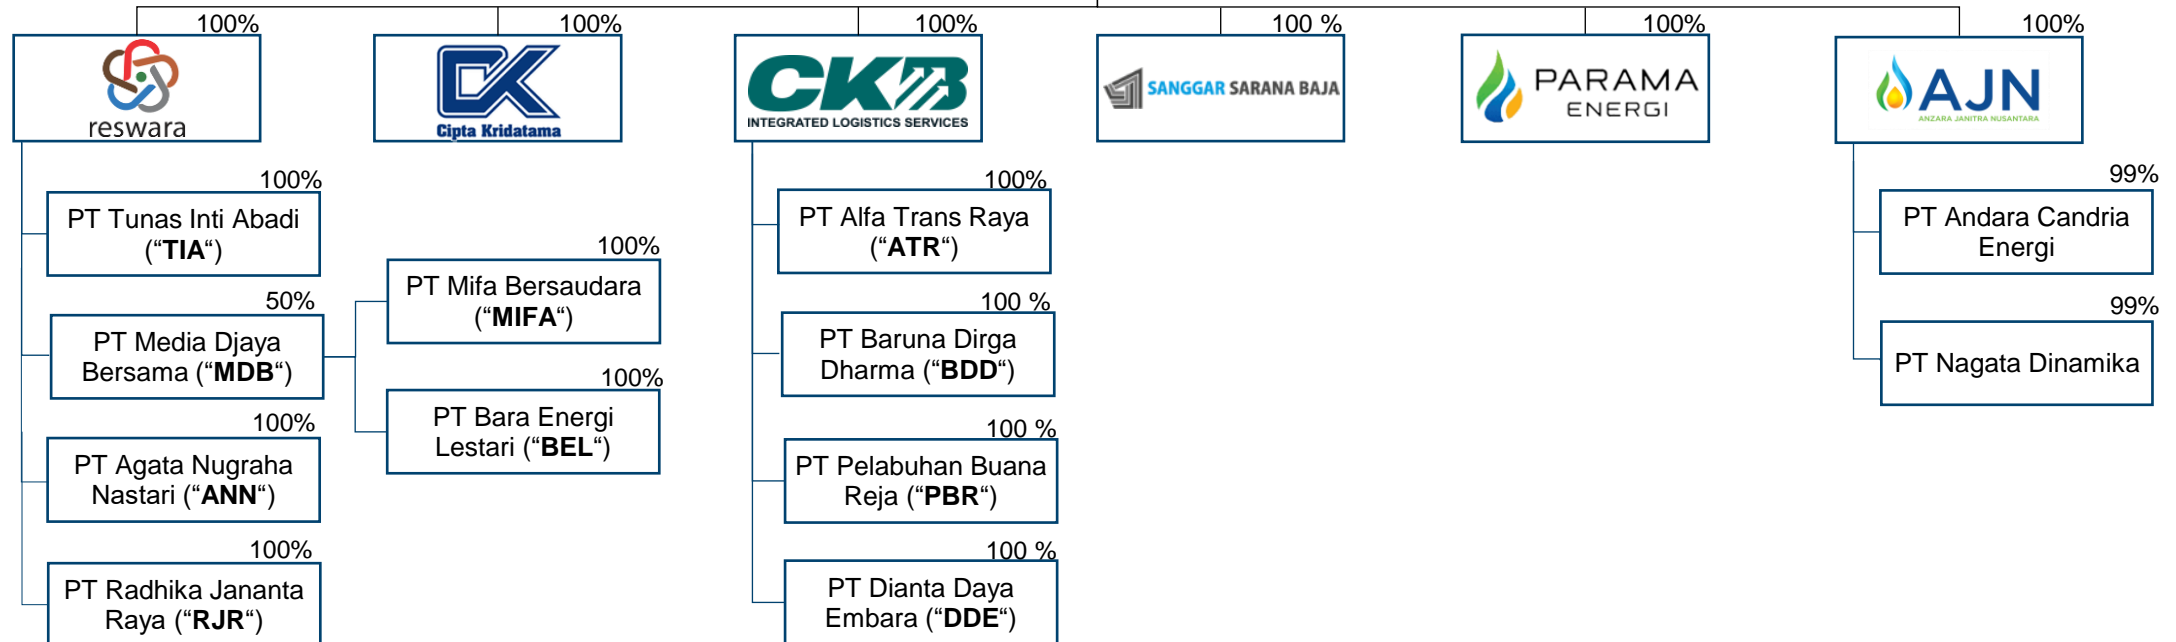 100%
100%
100%
100 %
100%
100%
reswara
Cipta Kridatama
CKB
INTEGRATED LOGISTICS SERVICES
SANGGAR SARANA BAJA
PARAMA
ENERGI
AJN
ANZARA JANITRA NUSANTARA
100%
PT Tunas Inti Abadi
(“TIA“)
50%
PT Media Djaya
Bersama (“MDB“)
100%
PT Agata Nugraha
Nastari (“ANN“)
100%
PT Radhika Jananta
Raya (“RJR“)
100%
PT Mifa Bersaudara
(“MIFA“)
100%
PT Bara Energi
Lestari (“BEL“)
100%
PT Alfa Trans Raya
(“ATR“)
100 %
PT Baruna Dirga
Dharma (“BDD“)
100 %
PT Pelabuhan Buana
Reja (“PBR“)
100 %
PT Dianta Daya
Embara (“DDE“)
99%
PT Andara Candria
Energi
99%
PT Nagata Dinamika